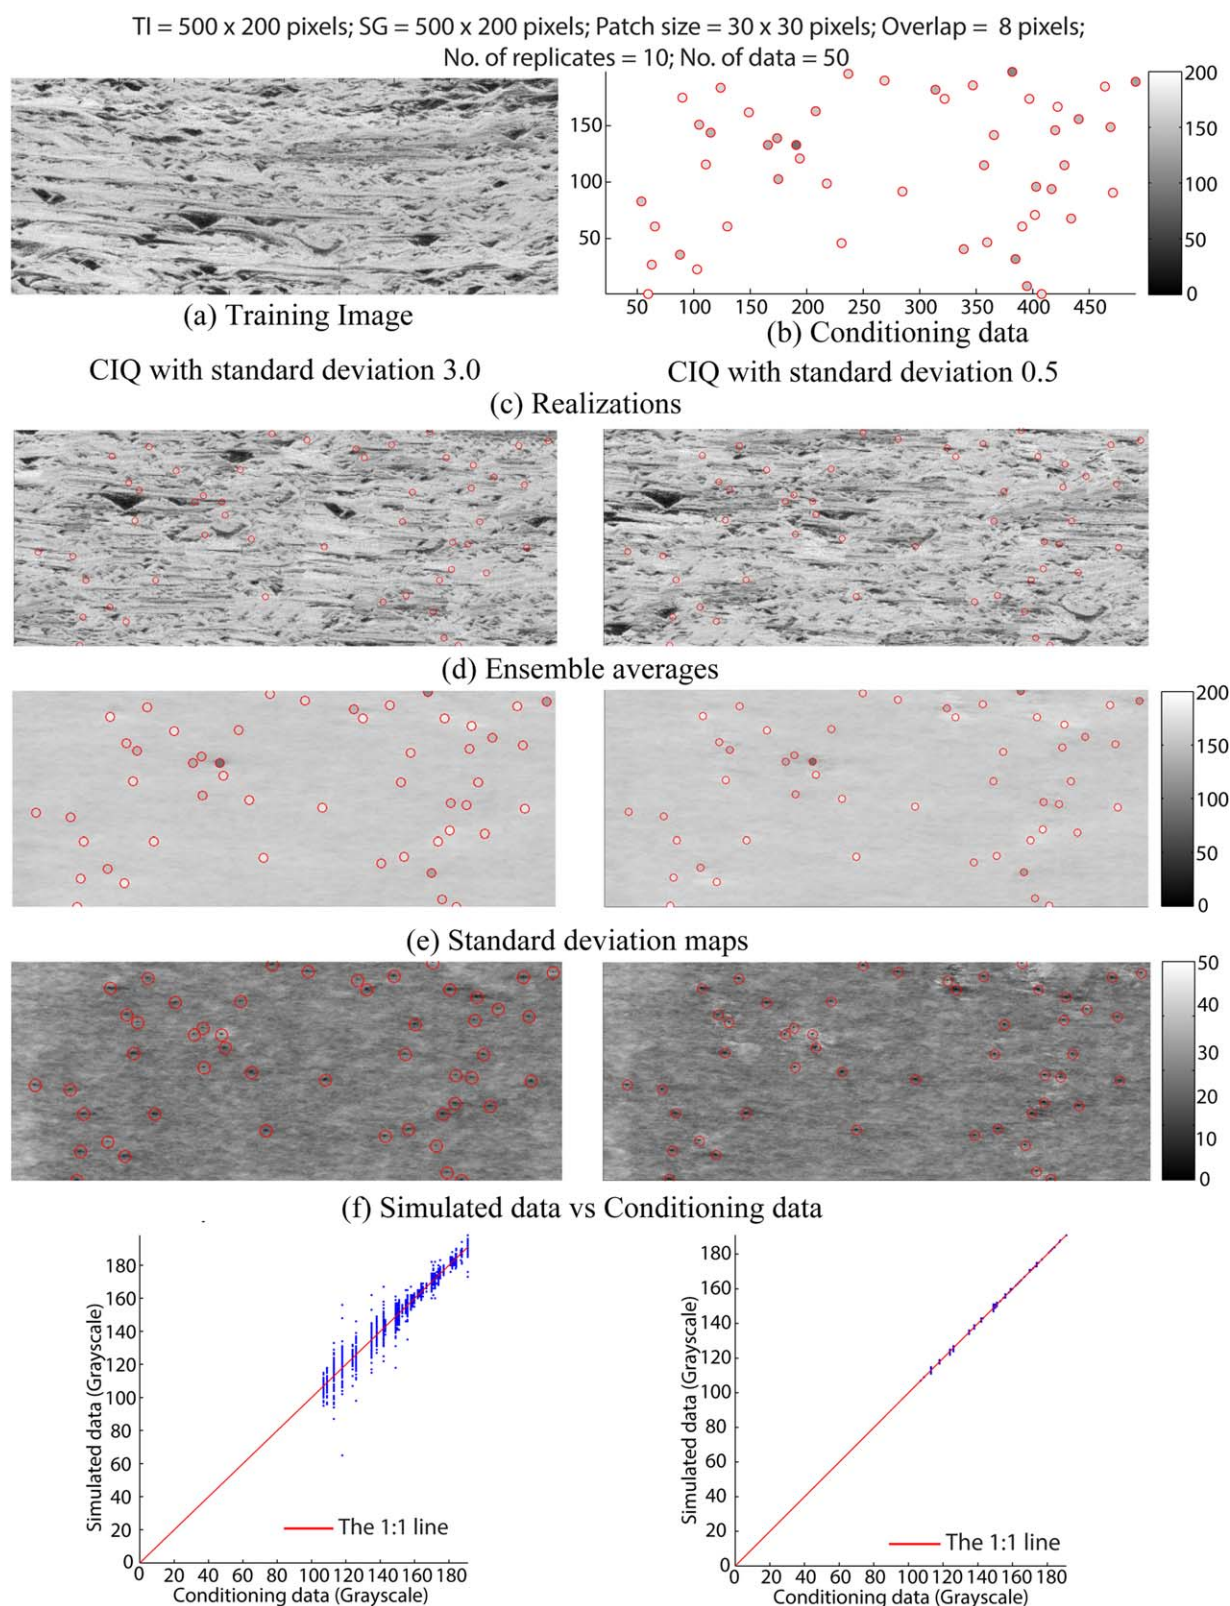 TI = 500 x 200 pixels; SG = 500 x 200 pixels; Patch size = 30 x 30 pixels; Overlap = 8 pixels;
No. of replicates = 10; No. of data = 50
150
100
50
50 100 150 200 250 300 350 400 450
200
150
100
50
0
(a) Training Image
(b) Conditioning data
CIQ with standard deviation 3.0
CIQ with standard deviation 0.5
(c) Realizations
(d) Ensemble averages
200
150
100
50
0
(e) Standard deviation maps
50
40
30
20
10
0
(f) Simulated data vs Conditioning data
Simulated data (Grayscale)
180
160
140
120
100
80
60
40
20
0
The 1:1 line
0 20 40 60 80 100 120 140 160 180
Conditioning data (Grayscale)
Simulated data (Grayscale)
180
160
140
120
100
80
60
40
20
0
The 1:1 line
0 20 40 60 80 100 120 140 160 180
Conditioning data (Grayscale)